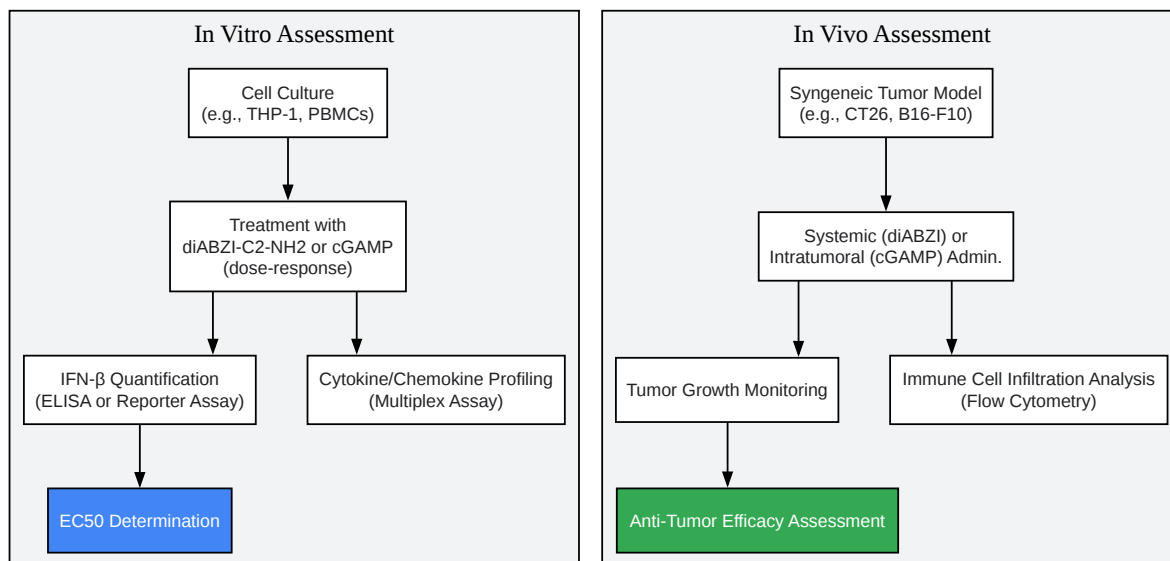 In Vitro Assessment
Cell Culture
(e.g., THP-1, PBMCs)
Treatment with
diABZI-C2-NH2 or cGAMP
(dose-response)
IFN-β Quantification
(ELISA or Reporter Assay)
Cytokine/Chemokine Profiling
(Multiplex Assay)
EC50 Determination
In Vivo Assessment
Syngeneic Tumor Model
(e.g., CT26, B16-F10)
Systemic (diABZI) or
Intratumoral (cGAMP) Admin.
Tumor Growth Monitoring
Immune Cell Infiltration Analysis
(Flow Cytometry)
Anti-Tumor Efficacy Assessment